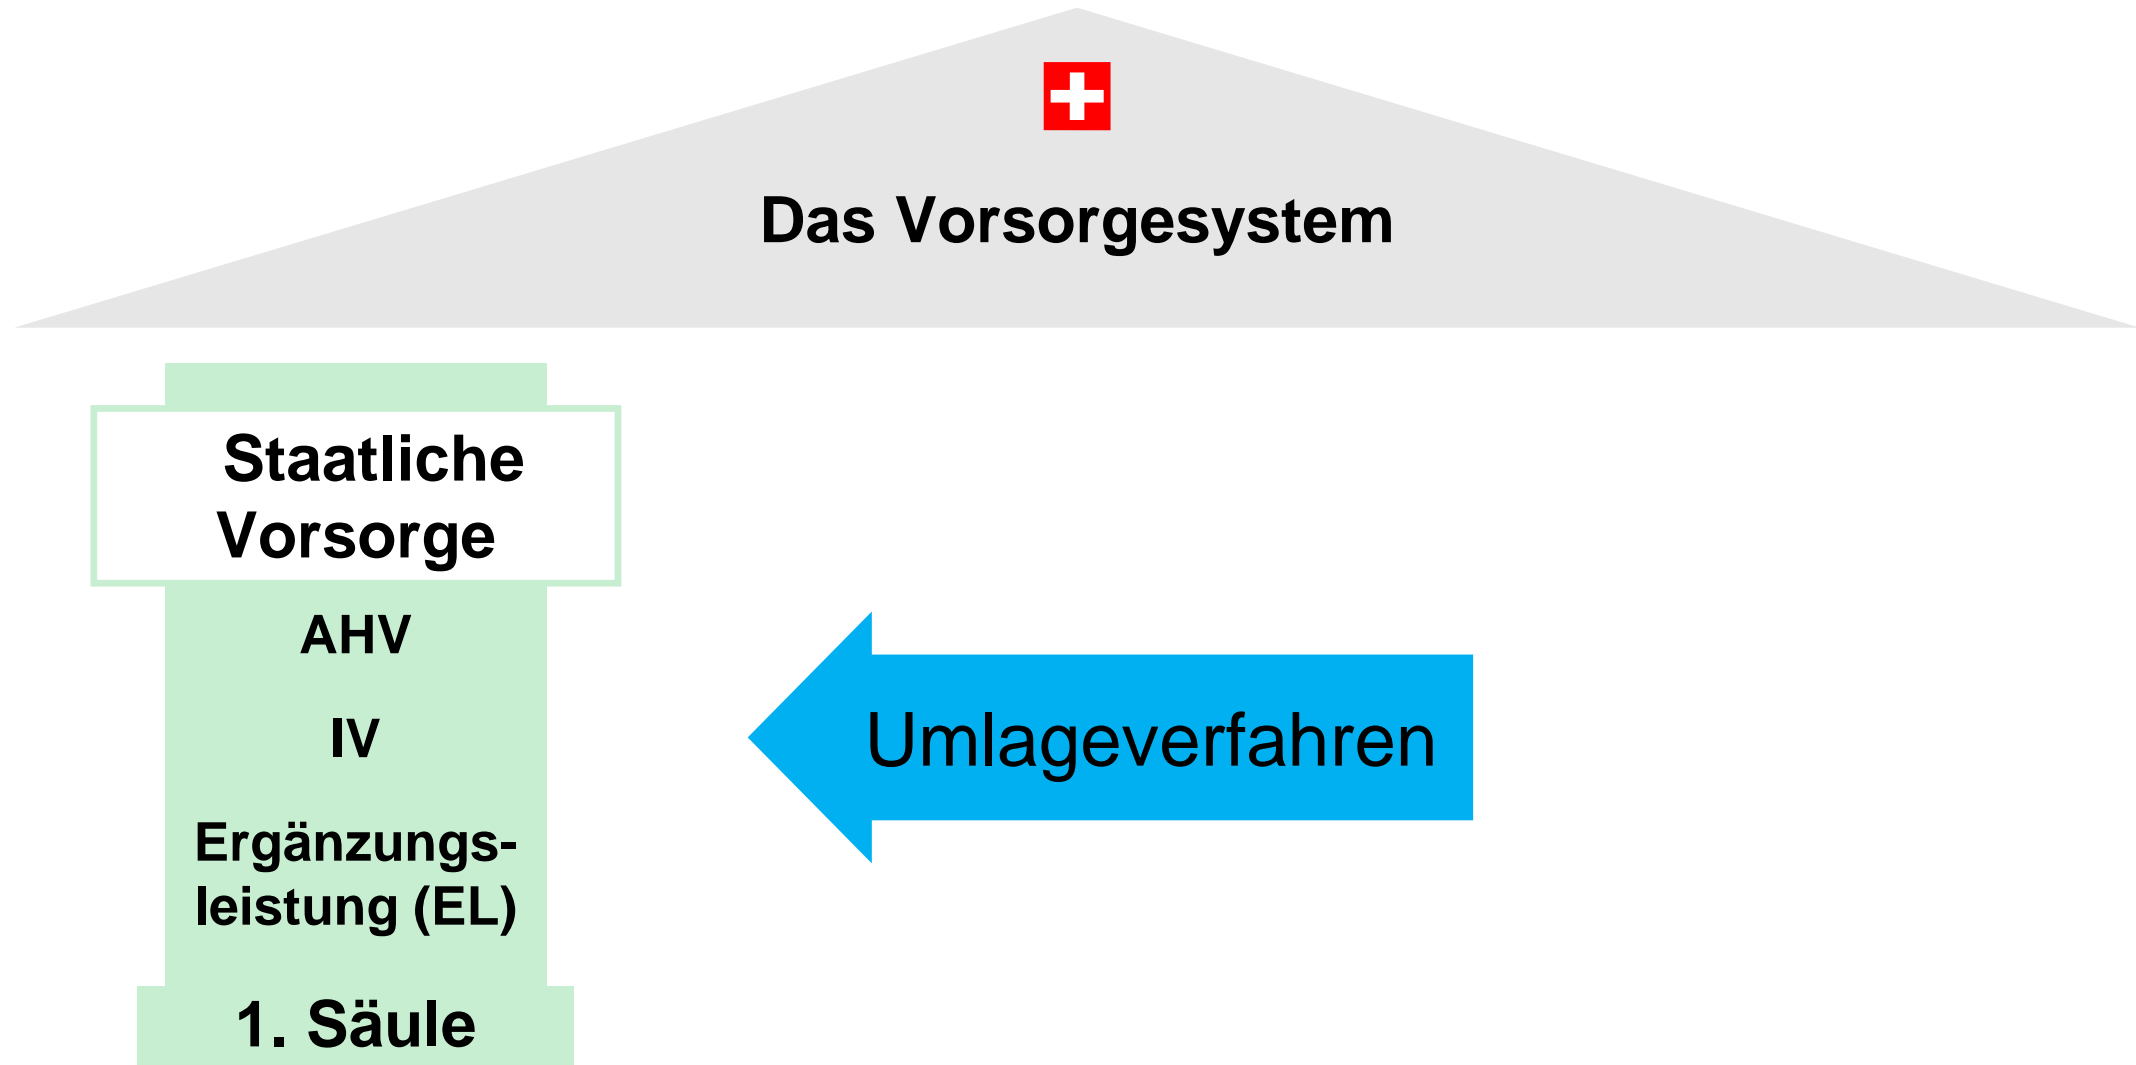 Das Vorsorgesystem
Staatliche
Vorsorge
AHV
IV
Ergänzungs-
leistung (EL)
1. Säule
Umlageverfahren